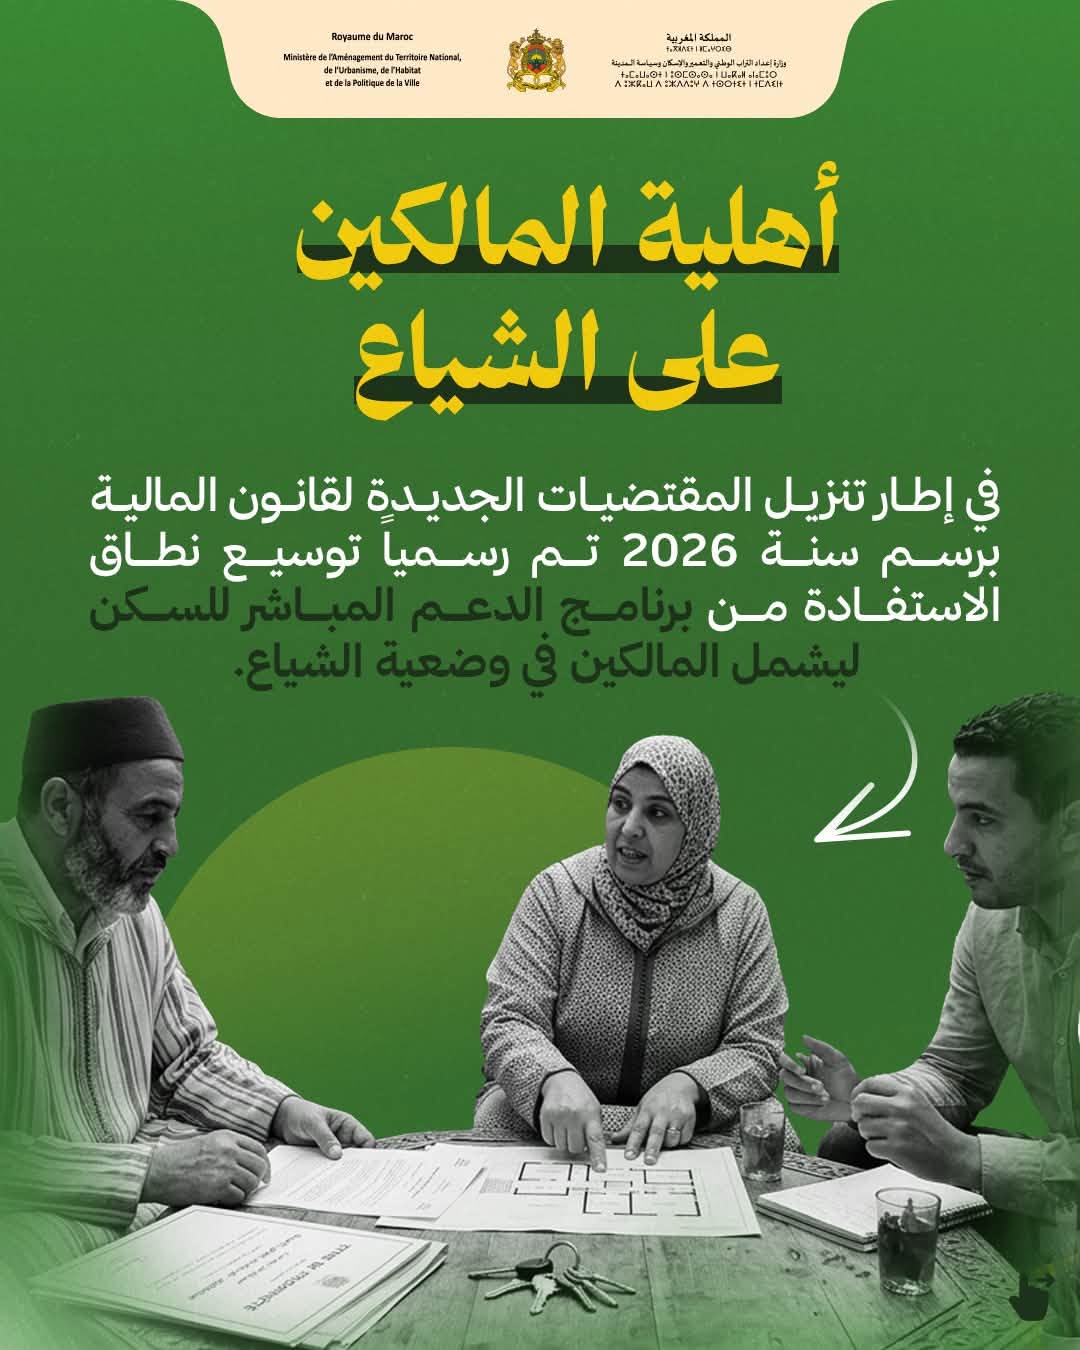 Royaume du Maroc
Ministère de l'Aménagement du Territoire National,
de l'Urbanisme, de l'Habitat
et de la Politique de la Ville
المملكة المغربية
ⵜⴰⴳⵍⴷⵉⵜ ⵏ ⵍⵎⵖⵔⵉⴱ
وزارة إعداد التراب الوطني والتعمير والإسكان وسياسة المدينة
أهلية المالكين
على الشياع
في إطار تنزيل المقتضيات الجديدة لقانون المالية
برسم سنة 2026 تم رسمياً توسيع نطاق
الاستفادة من برنامج الدعم المباشر للسكن
ليشمل المالكين في وضعية الشياع.